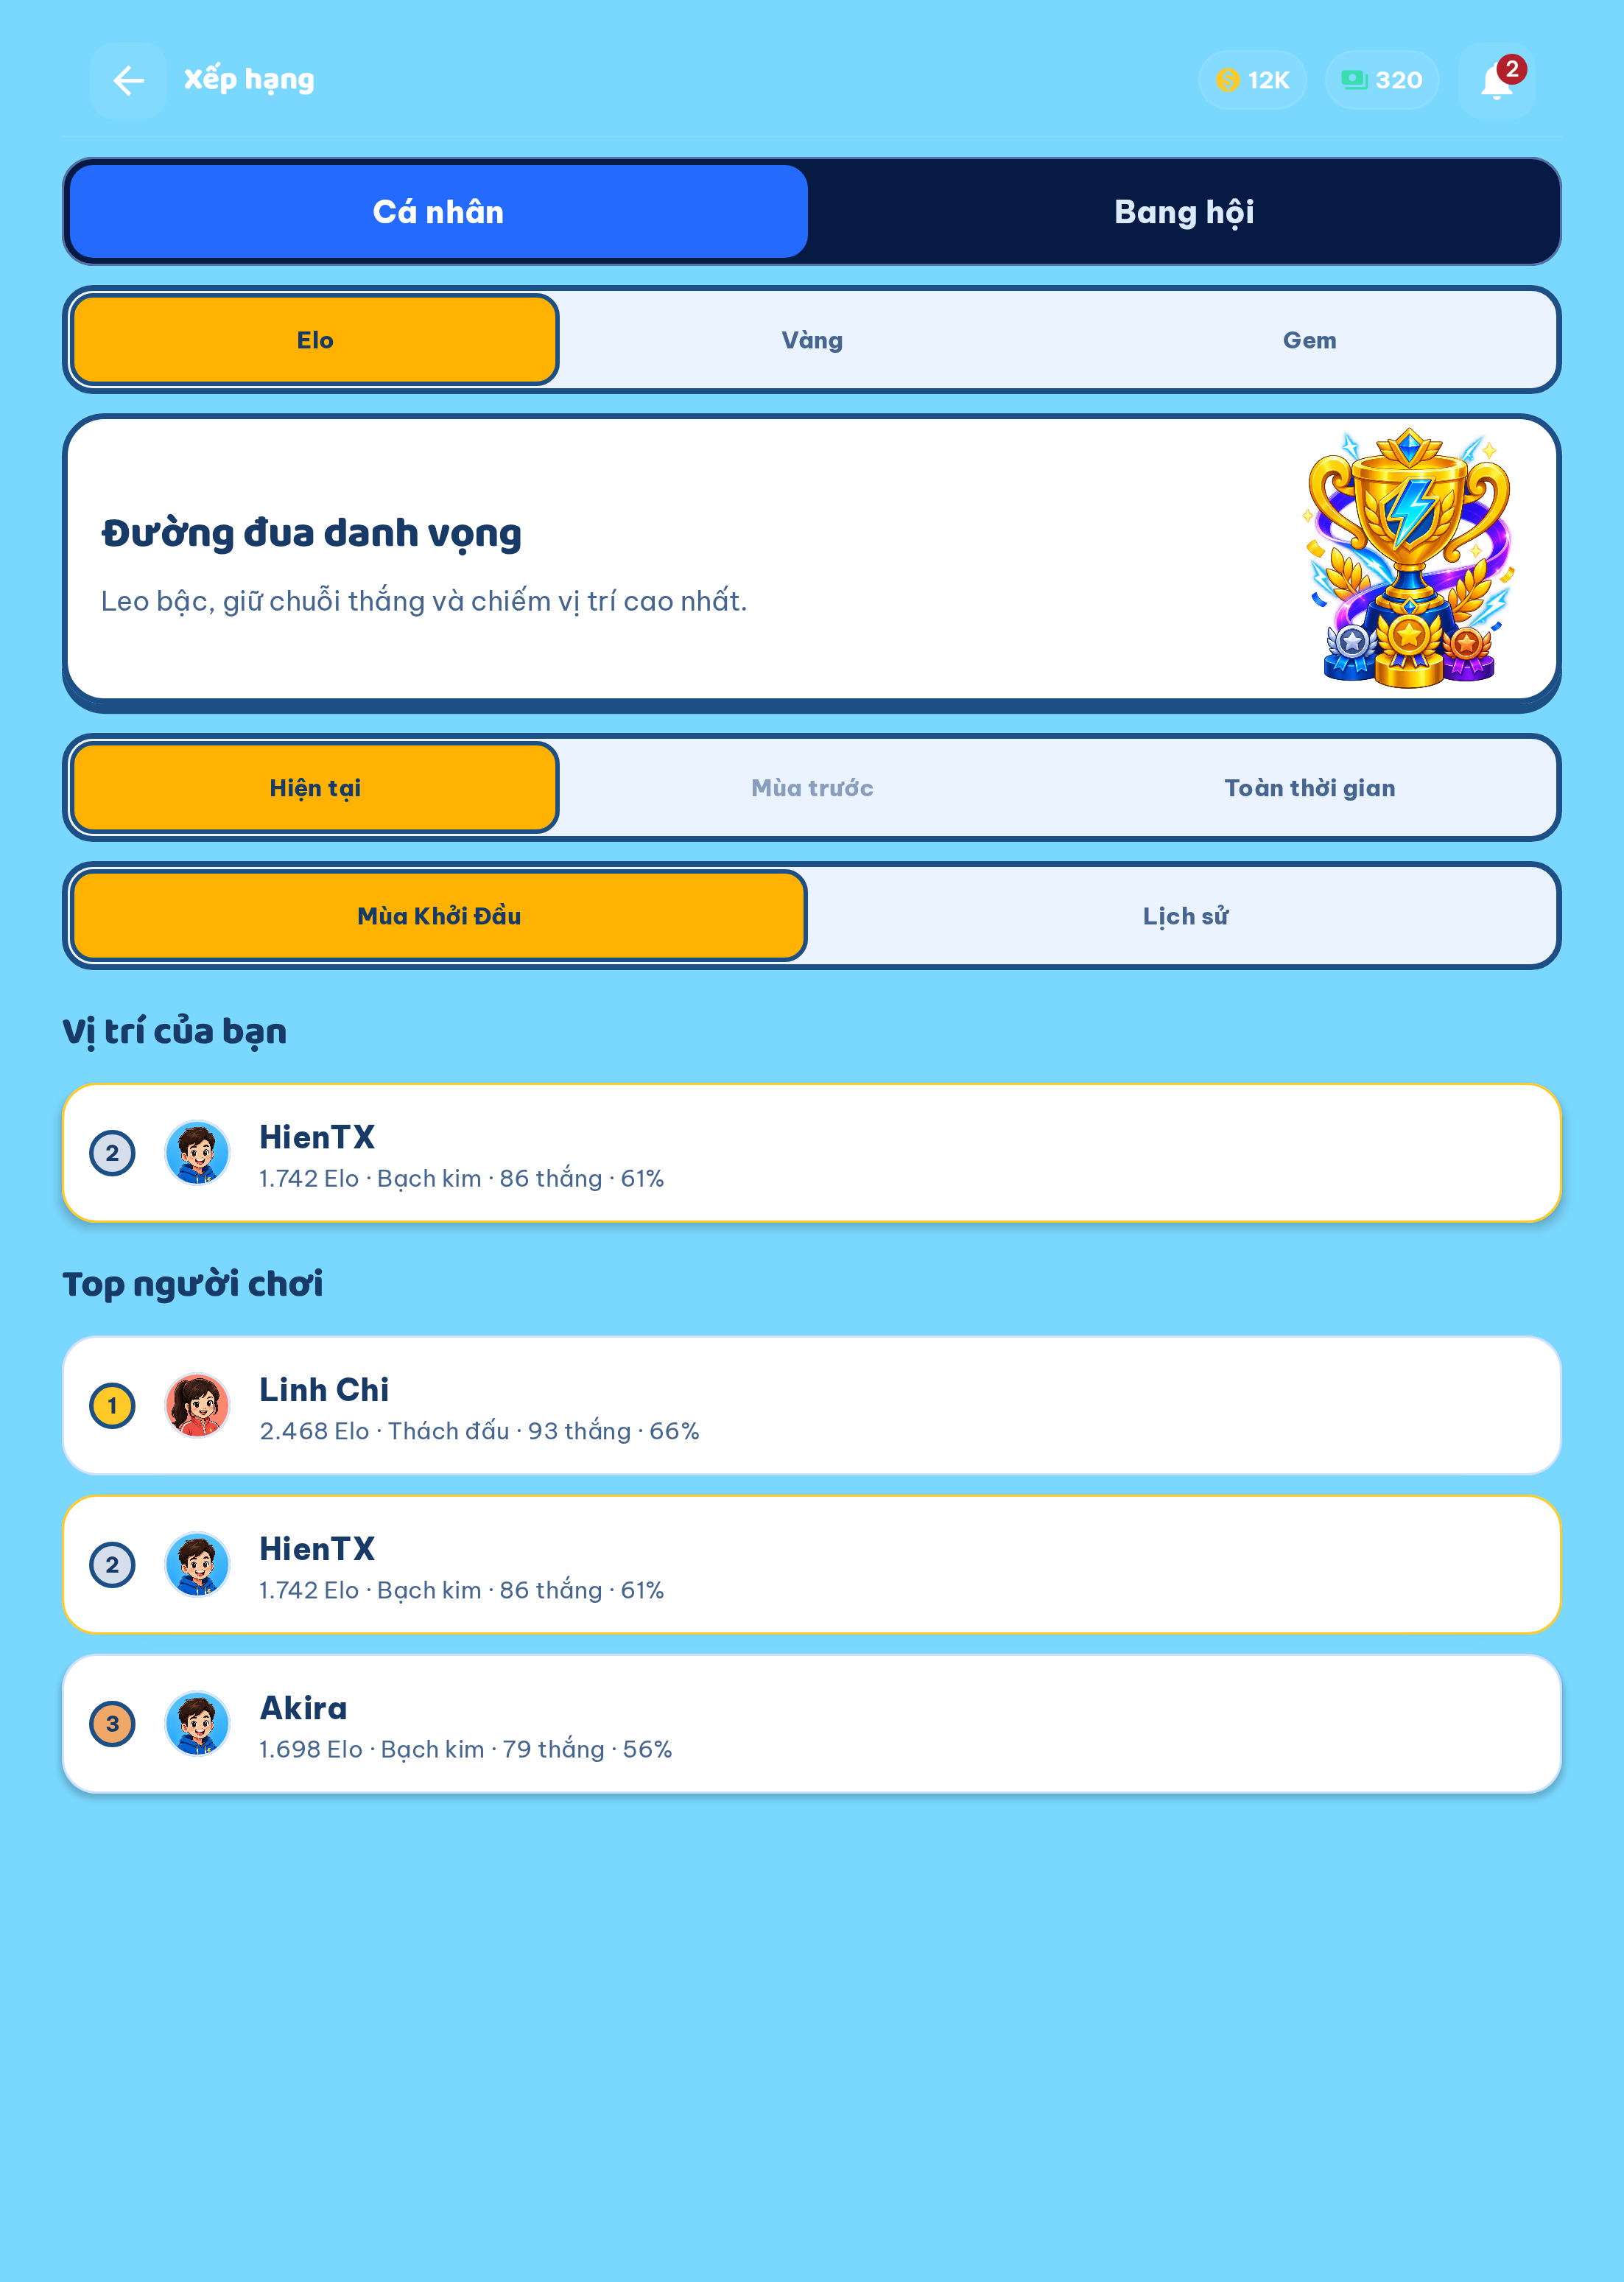 Xếp hạng
12K
320
2
Cá nhân
Bang hội
Elo
Vàng
Gem
Đường đua danh vọng
Leo bậc, giữ chuỗi thắng và chiếm vị trí cao nhất.
Hiện tại
Mùa trước
Toàn thời gian
Mùa Khởi Đầu
Lịch sử
Vị trí của bạn
2
HienTX
1.742 Elo · Bạch kim · 86 thắng · 61%
Top người chơi
1
Linh Chi
2.468 Elo · Thách đấu · 93 thắng · 66%
2
HienTX
1.742 Elo · Bạch kim · 86 thắng · 61%
3
Akira
1.698 Elo · Bạch kim · 79 thắng · 56%